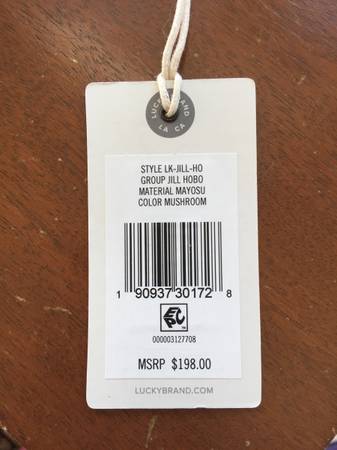 LUCKY BRAND
LA CA
STYLE LK-JILL-HO
GROUP JILL HOBO
MATERIAL MAYOSU
COLOR MUSHROOM
1 90937 30172 8
EPC
000003127708
MSRP $198.00
LUCKYBRAND.COM